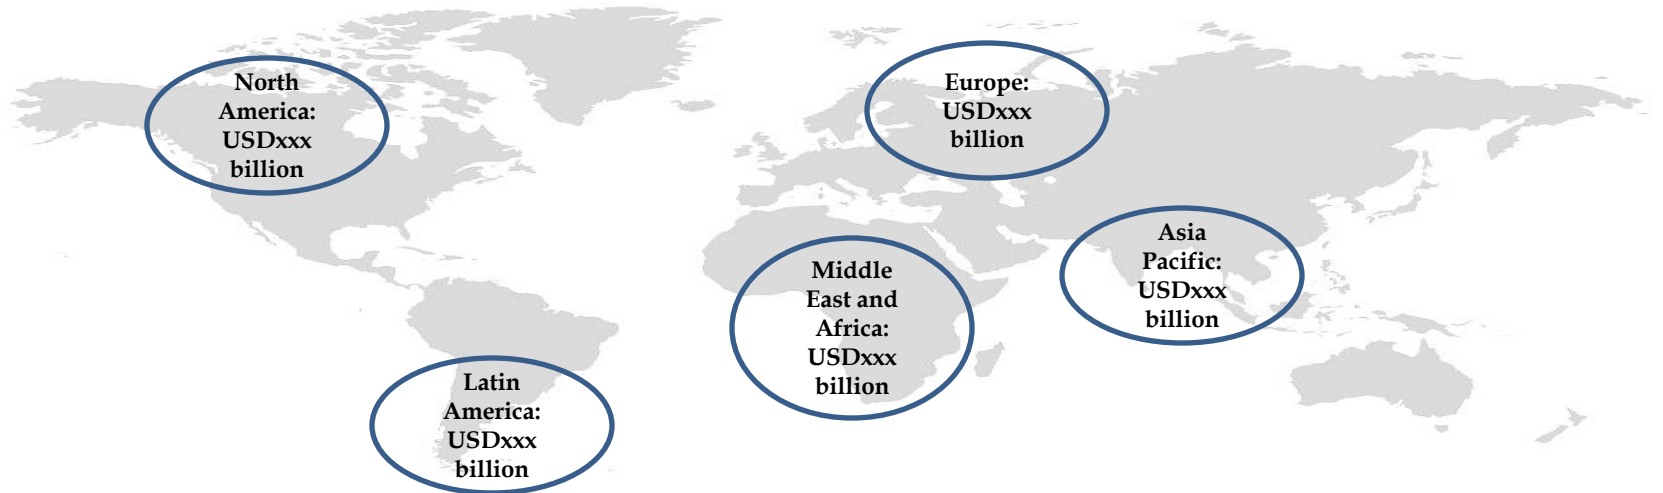 North
America:
USDxxx
billion
Europe:
USDxxx
billion
Asia
Pacific:
USDxxx
billion
Middle
East and
Africa:
USDxxx
billion
Latin
America:
USDxxx
billion